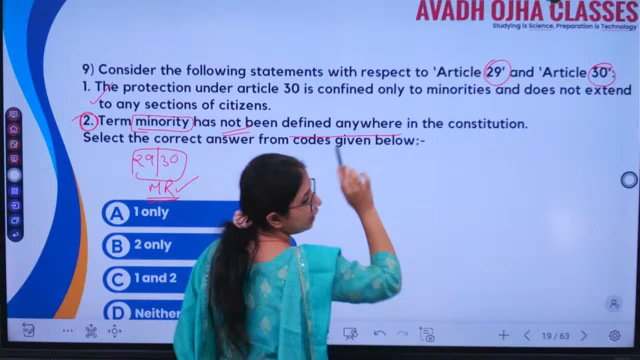 AVADH OJHA CLASSES
Studying is Science, Preparation is Technology
9) Consider the following statements with respect to 'Article 29' and 'Article 30':
1. The protection under article 30 is confined only to minorities and does not extend
to any sections of citizens.
2. Term minority has not been defined anywhere in the constitution.
Select the correct answer from codes given below:-
29/30
MR
A 1 only
B 2 only
C 1 and 2
D Neither
19/63